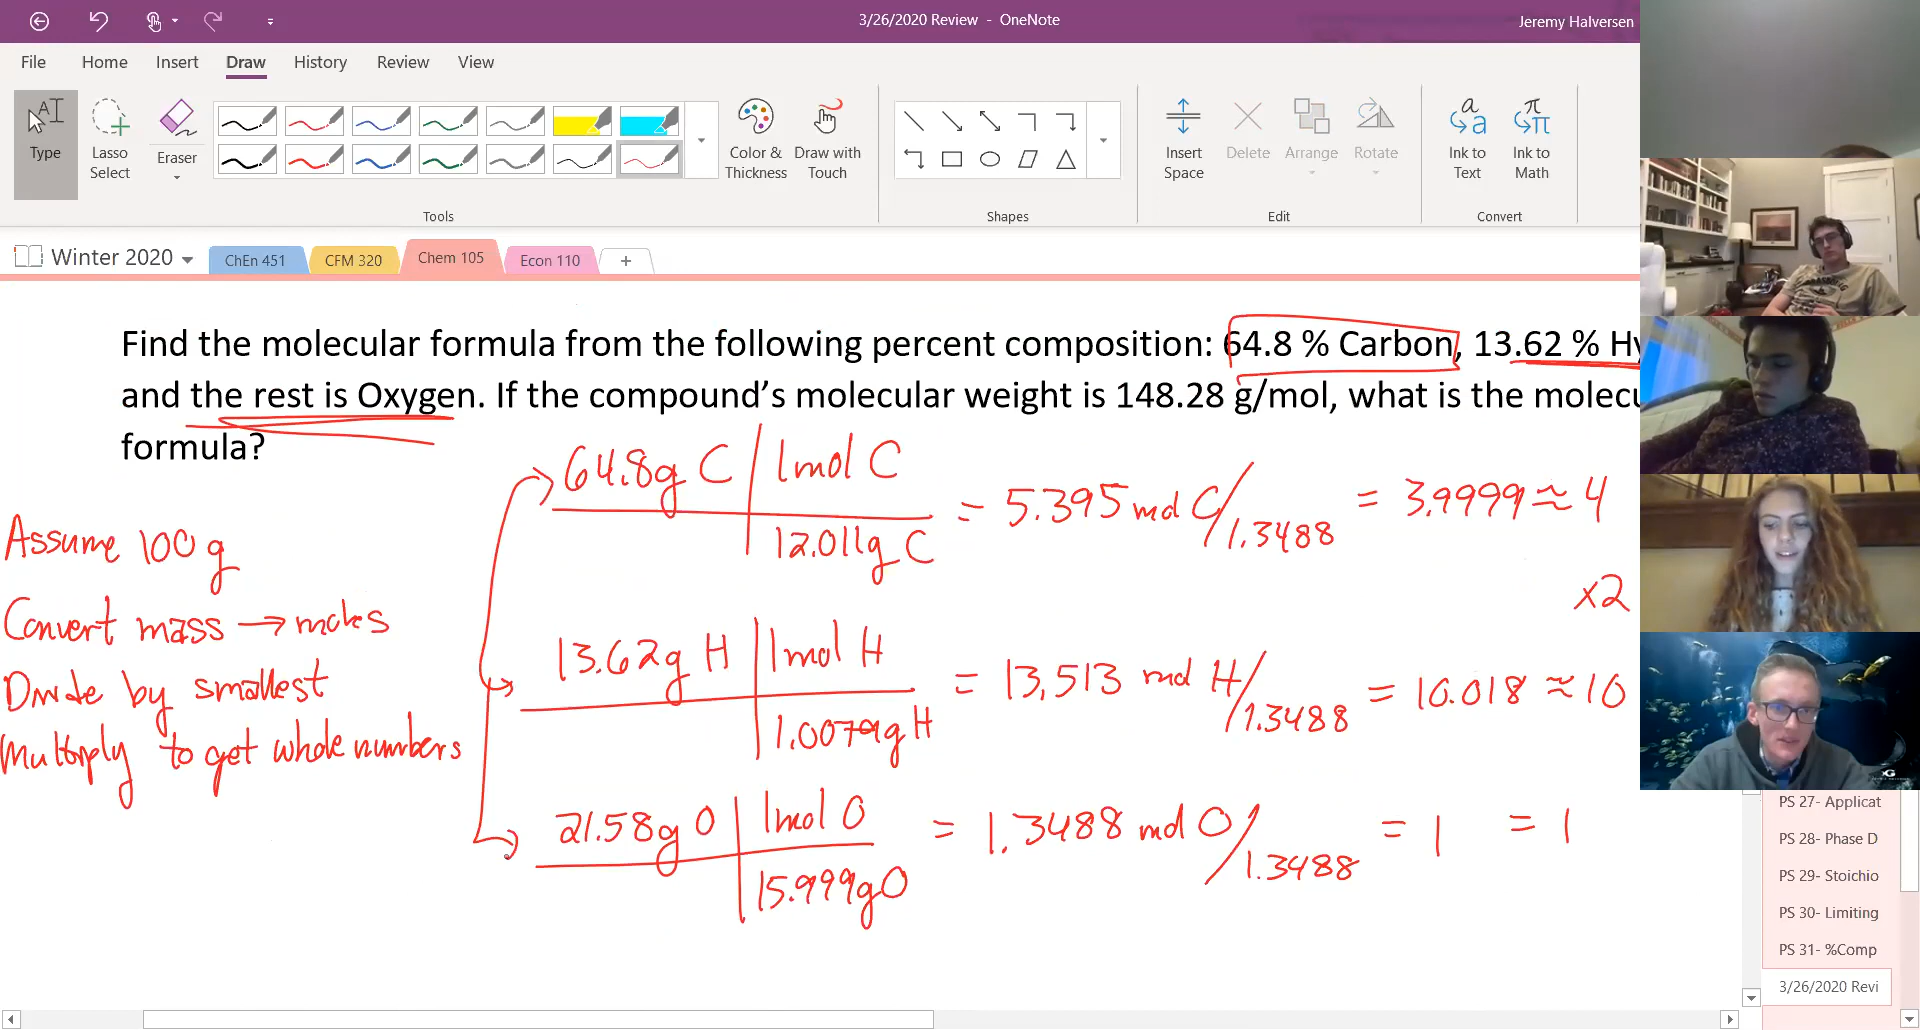 3/26/2020 Review - OneNote
Jeremy Halversen
File Home Insert Draw History Review View
Type
Lasso Select
Eraser
Color & Thickness
Draw with Touch
Insert Space
Delete
Arrange
Rotate
Ink to Text
Ink to Math
Tools Shapes Edit Convert
Winter 2020 ChEn 451 CFM 320 Chem 105 Econ 110 +
Find the molecular formula from the following percent composition: 64.8 % Carbon, 13.62 % Hy
and the rest is Oxygen. If the compound's molecular weight is 148.28 g/mol, what is the molecu
formula?
64.8g C | 1mol C
12.011g C
= 5.395 mol C/1.3488 = 3.9999 ≈ 4
Assume 100 g
x2
Convert mass → moles
13.62g H | 1mol H
1.0079g H
= 13.513 mol H/1.3488 = 10.018 ≈ 10
Divide by smallest
Multiply to get whole numbers
21.58g O | 1mol O
15.999g O
= 1.3488 mol O/1.3488 = 1 = 1
PS 27- Applicat
PS 28- Phase D
PS 29- Stoichio
PS 30- Limiting
PS 31- %Comp
3/26/2020 Revi